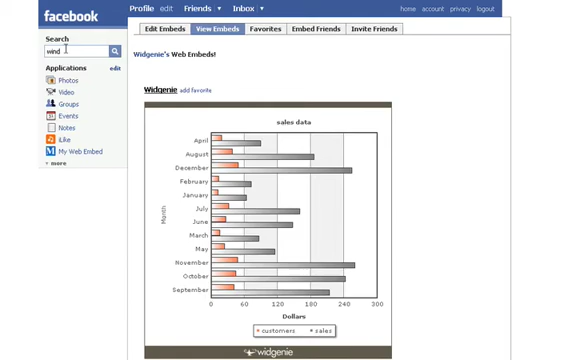 facebook
Profile edit Friends Inbox
home account privacy logout
Search
wind
Applications edit
Photos
Video
Groups
Events
Notes
iLike
My Web Embed
more
Edit Embeds View Embeds Favorites Embed Friends Invite Friends
Widgenie's Web Embeds!
Widgenie add favorite
sales data
Month
April
August
December
February
January
July
June
March
May
November
October
September
0 60 120 180 240 300
Dollars
customers sales
widgenie